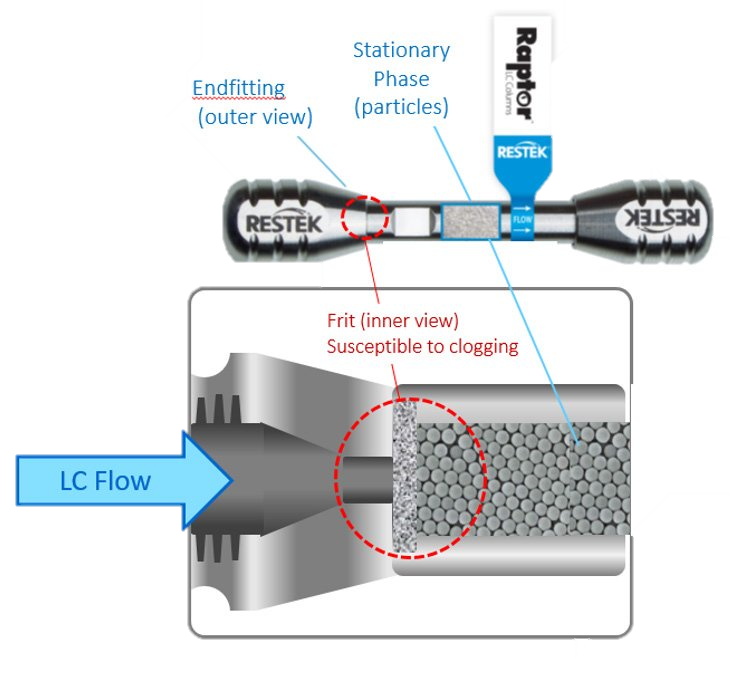 Stationary
Phase
(particles)
Endfitting
(outer view)
Raptor
LC Columns
RESTEK
FLOW
RESTEK
RESTEK
Frit (inner view)
Susceptible to clogging
LC Flow